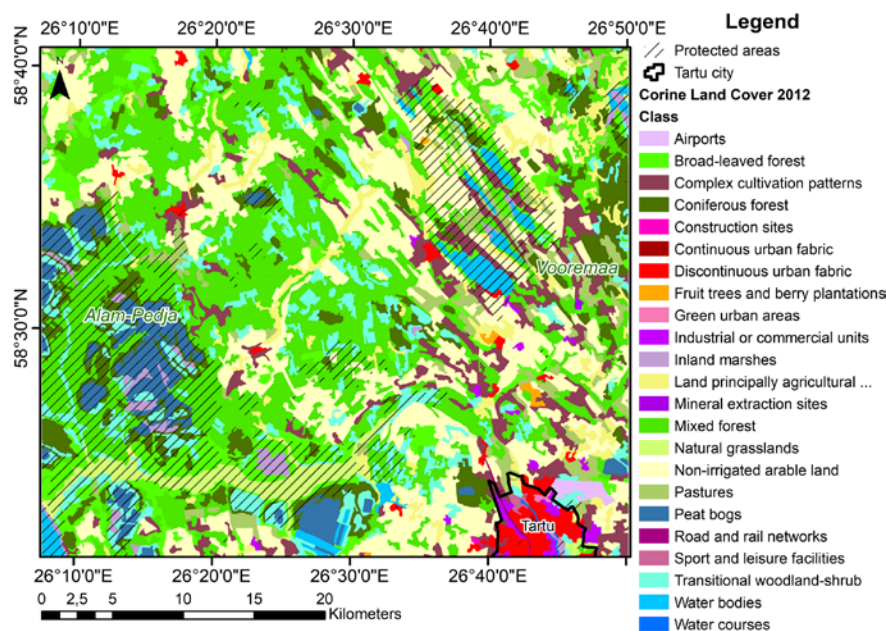 26°10'0"E 26°20'0"E 26°30'0"E 26°40'0"E 26°50'0"E
58°40'0"N
58°30'0"N
N
Vooremaa
Alam-Pedja
Tartu
26°10'0"E 26°20'0"E 26°30'0"E 26°40'0"E
0 2,5 5 10 15 20
Kilometers
Legend
Protected areas
Tartu city
Corine Land Cover 2012
Class
Airports
Broad-leaved forest
Complex cultivation patterns
Coniferous forest
Construction sites
Continuous urban fabric
Discontinuous urban fabric
Fruit trees and berry plantations
Green urban areas
Industrial or commercial units
Inland marshes
Land principally agricultural ...
Mineral extraction sites
Mixed forest
Natural grasslands
Non-irrigated arable land
Pastures
Peat bogs
Road and rail networks
Sport and leisure facilities
Transitional woodland-shrub
Water bodies
Water courses